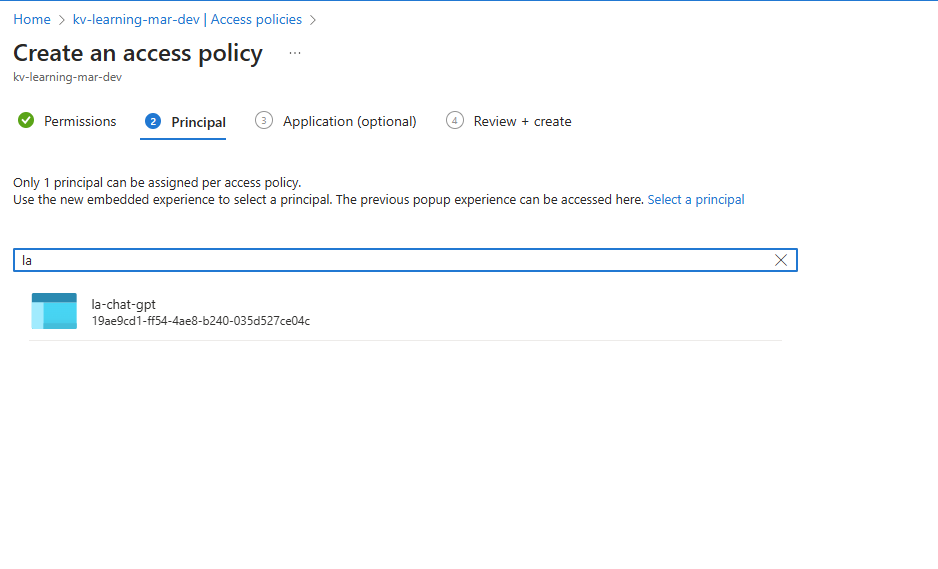 Home > kv-learning-mar-dev | Access policies >
Create an access policy ...
kv-learning-mar-dev
Permissions 2 Principal 3 Application (optional) 4 Review + create
Only 1 principal can be assigned per access policy.
Use the new embedded experience to select a principal. The previous popup experience can be accessed here. Select a principal
la
la-chat-gpt
19ae9cd1-ff54-4ae8-b240-035d527ce04c